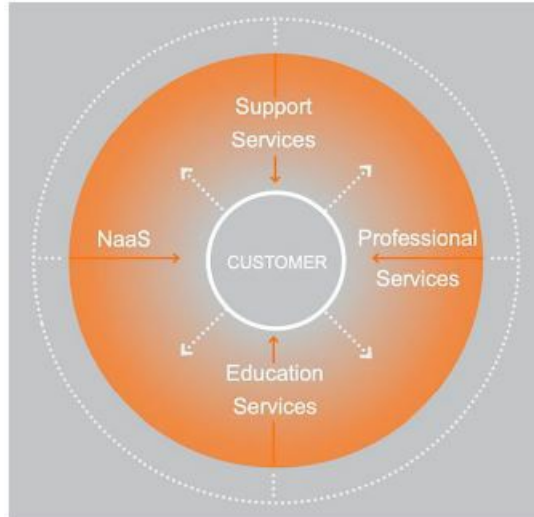 Support
Services
NaaS
CUSTOMER
Professional
Services
Education
Services